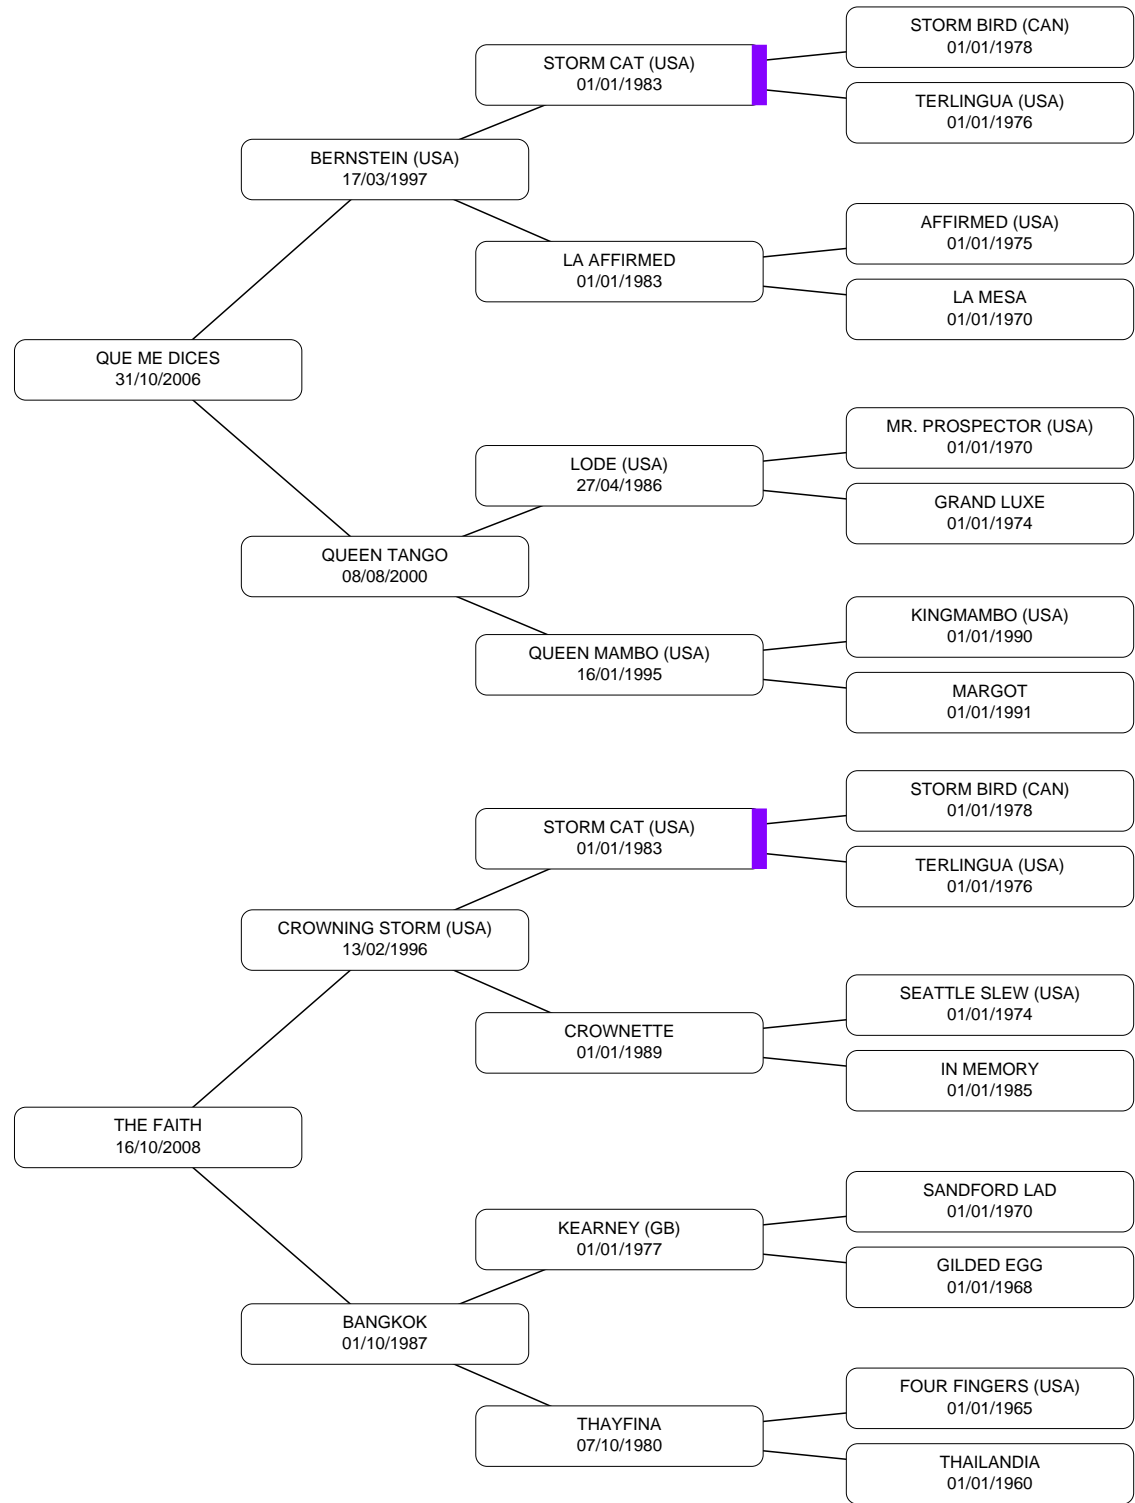 STORM BIRD (CAN)
01/01/1978
STORM CAT (USA)
01/01/1983
TERLINGUA (USA)
01/01/1976
BERNSTEIN (USA)
17/03/1997
AFFIRMED (USA)
01/01/1975
LA AFFIRMED
01/01/1983
LA MESA
01/01/1970
QUE ME DICES
31/10/2006
MR. PROSPECTOR (USA)
01/01/1970
LODE (USA)
27/04/1986
GRAND LUXE
01/01/1974
QUEEN TANGO
08/08/2000
KINGMAMBO (USA)
01/01/1990
QUEEN MAMBO (USA)
16/01/1995
MARGOT
01/01/1991
STORM BIRD (CAN)
01/01/1978
STORM CAT (USA)
01/01/1983
TERLINGUA (USA)
01/01/1976
CROWNING STORM (USA)
13/02/1996
SEATTLE SLEW (USA)
01/01/1974
CROWNETTE
01/01/1989
IN MEMORY
01/01/1985
THE FAITH
16/10/2008
SANDFORD LAD
01/01/1970
KEARNEY (GB)
01/01/1977
GILDED EGG
01/01/1968
BANGKOK
01/10/1987
FOUR FINGERS (USA)
01/01/1965
THAYFINA
07/10/1980
THAILANDIA
01/01/1960